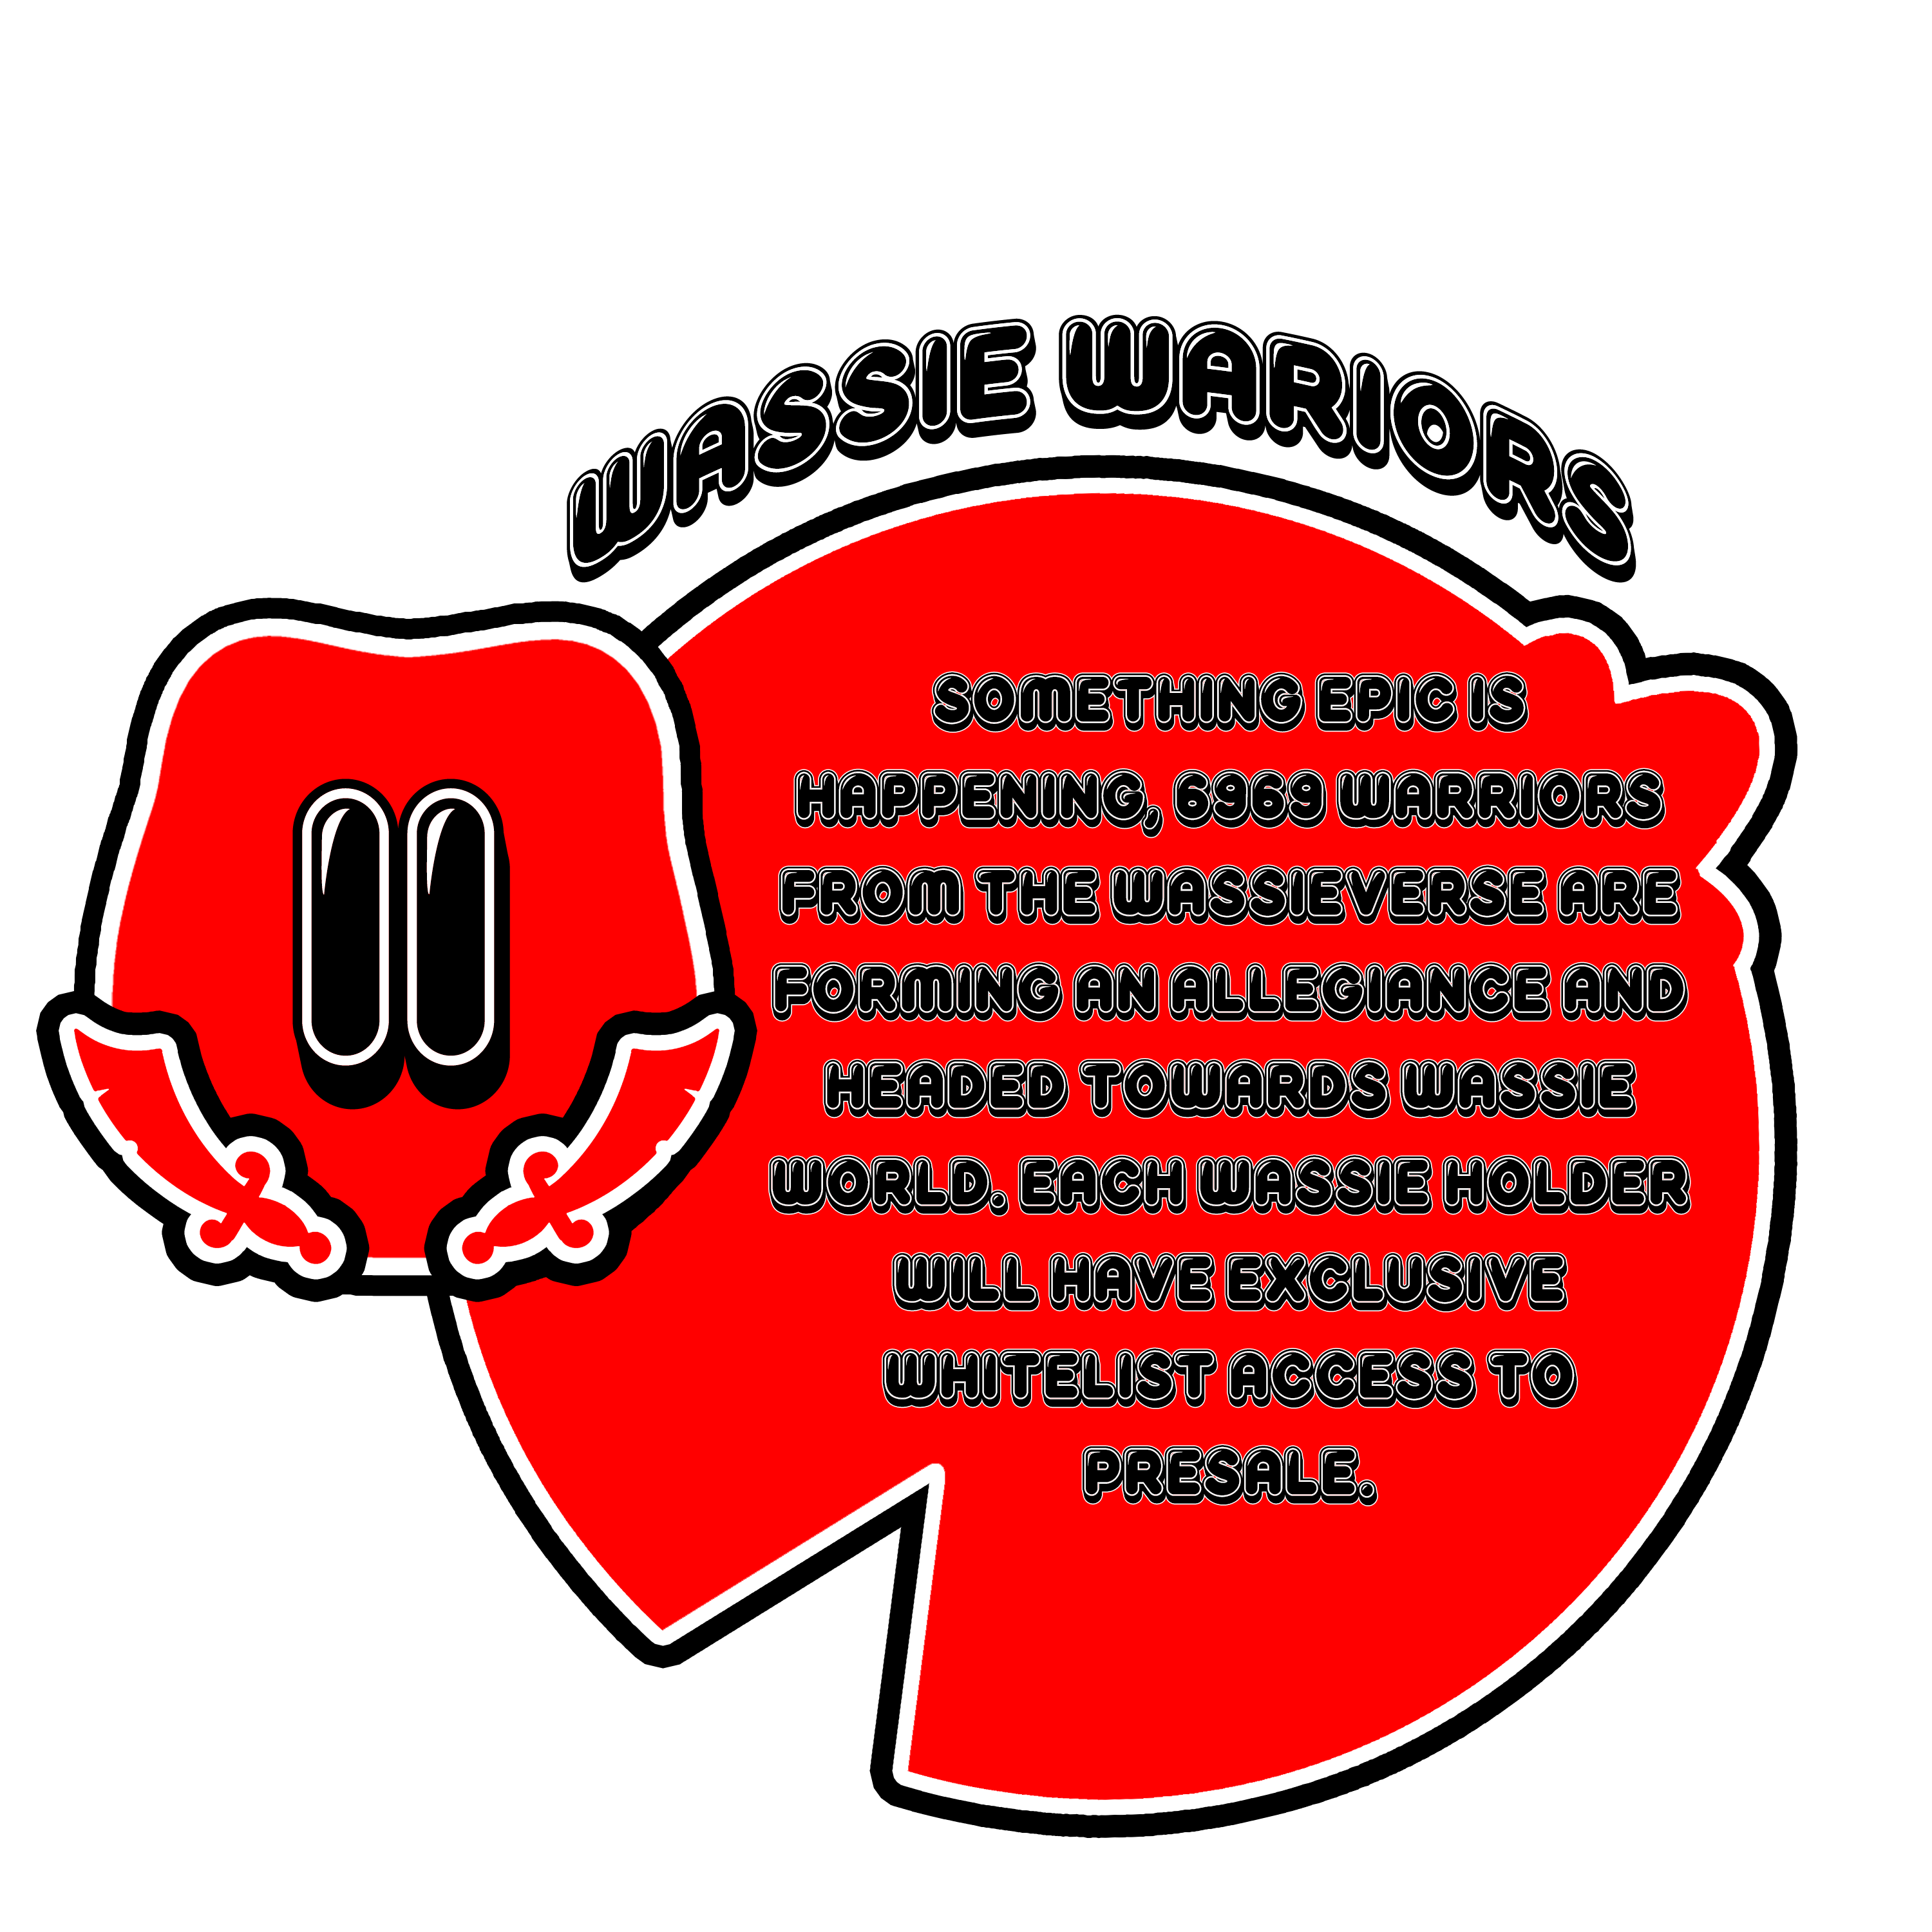 WASSIE WARIORS
SOMETHING EPIC IS
HAPPENING, 6969 WARRIORS
FROM THE WASSIEVERSE ARE
FORMING AN ALLEGIANCE AND
HEADED TOWARDS WASSIE
WORLD. EACH WASSIE HOLDER
WILL HAVE EXCLUSIVE
WHITELIST ACCESS TO
PRESALE.